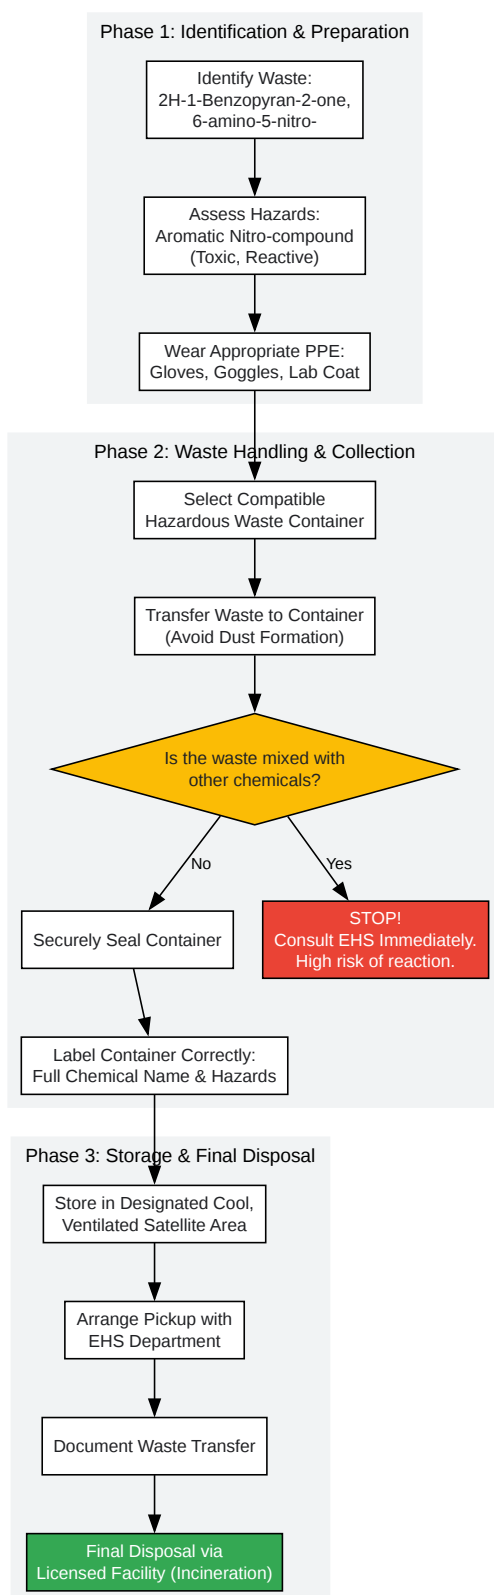 Phase 1: Identification & Preparation
Identify Waste:
2H-1-Benzopyran-2-one,
6-amino-5-nitro-
Assess Hazards:
Aromatic Nitro-compound
(Toxic, Reactive)
Wear Appropriate PPE:
Gloves, Goggles, Lab Coat
Phase 2: Waste Handling & Collection
Select Compatible
Hazardous Waste Container
Transfer Waste to Container
(Avoid Dust Formation)
Is the waste mixed with
other chemicals?
No
Yes
Securely Seal Container
STOP!
Consult EHS Immediately.
High risk of reaction.
Label Container Correctly:
Full Chemical Name & Hazards
Phase 3: Storage & Final Disposal
Store in Designated Cool,
Ventilated Satellite Area
Arrange Pickup with
EHS Department
Document Waste Transfer
Final Disposal via
Licensed Facility (Incineration)